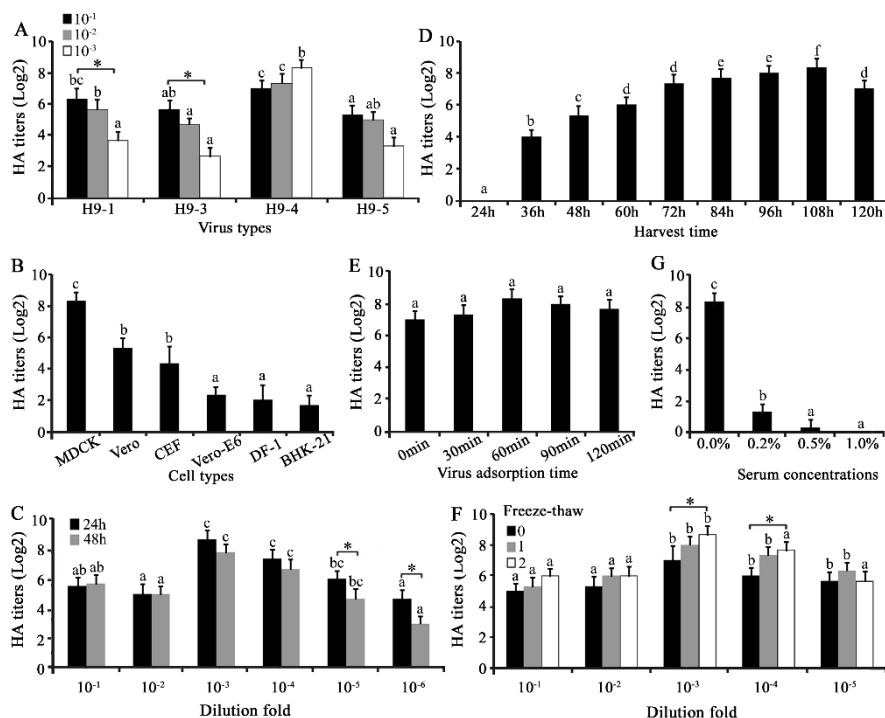 A
10⁻¹
10⁻²
10⁻³
HA titers (Log2)
10
8
6
4
2
0
bc
*
b
a
ab
*
a
a
c
c
b
a
ab
a
H9-1 H9-3 H9-4 H9-5
Virus types
D
HA titers (Log2)
10
8
6
4
2
0
a b c d d e e f d
24h 36h 48h 60h 72h 84h 96h 108h 120h
Harvest time
B
HA titers (Log2)
10
8
6
4
2
0
c b b a a a
MDCK Vero CEF Vero-E6 DF-1 BHK-21
Cell types
E
HA titers (Log2)
10
8
6
4
2
0
a a a a a
0min 30min 60min 90min 120min
Virus adsorption time
G
HA titers (Log2)
10
8
6
4
2
0
c b a a
0.0% 0.2% 0.5% 1.0%
Serum concentrations
C
24h
48h
HA titers (Log2)
10
8
6
4
2
0
ab ab a a c c c c bc * bc a * a
10⁻¹ 10⁻² 10⁻³ 10⁻⁴ 10⁻⁵ 10⁻⁶
Dilution fold
F
Freeze-thaw
0
1
2
HA titers (Log2)
10
8
6
4
2
0
a a a a a a b b * b b b * a b b a
10⁻¹ 10⁻² 10⁻³ 10⁻⁴ 10⁻⁵
Dilution fold